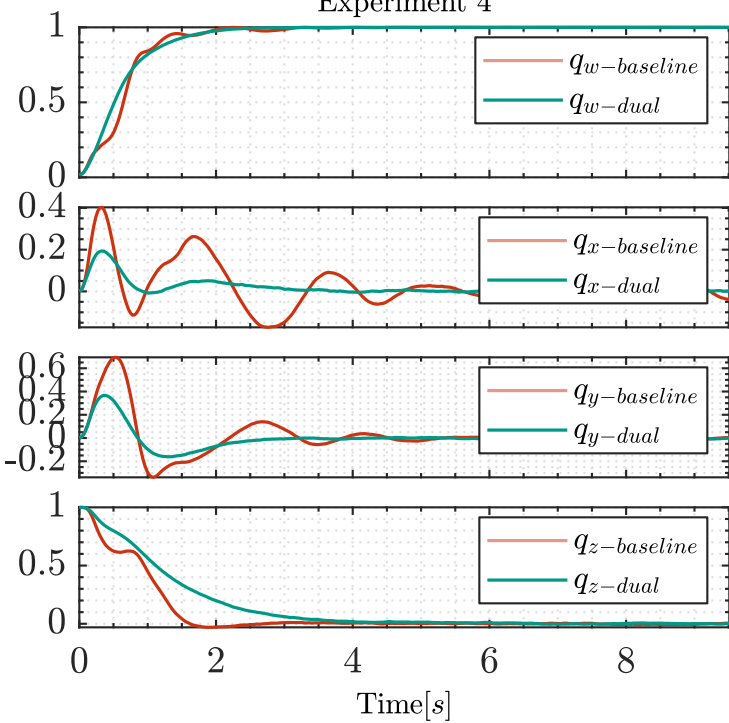 Experiment 4
1
q_{w-baseline}
0.5
q_{w-dual}
0
0.4
q_{x-baseline}
0.2
q_{x-dual}
0
0.6
q_{y-baseline}
0.4
0.2
q_{y-dual}
0
-0.2
1
q_{z-baseline}
0.5
q_{z-dual}
0
0 2 4 6 8
Time[s]